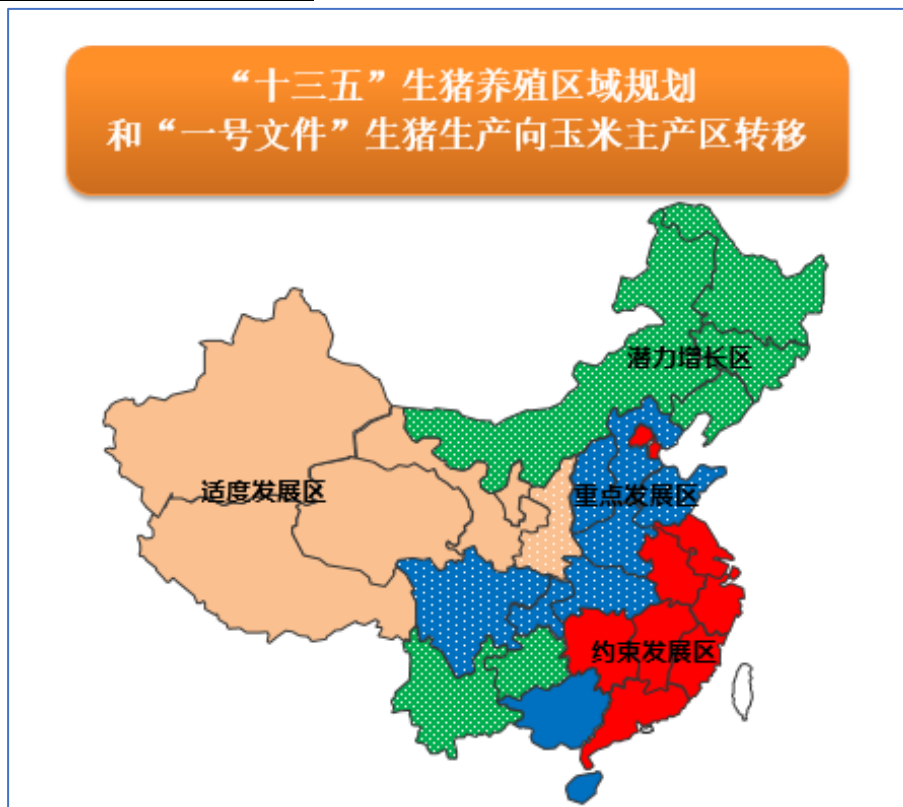 “十三五”生猪养殖区域规划
和“一号文件”生猪生产向玉米主产区转移
潜力增长区
适度发展区
重点发展区
约束发展区